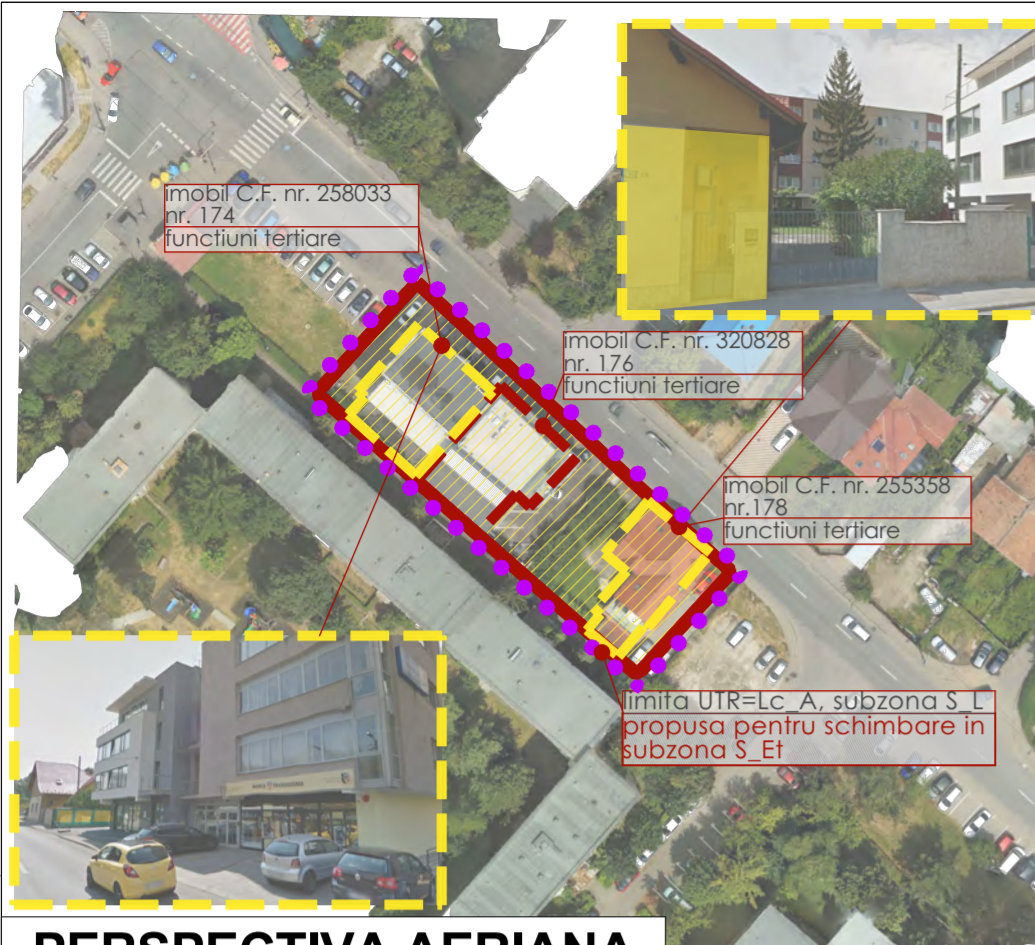 imobil C.F. nr. 258033
nr. 174
functiuni tertiare
imobil C.F. nr. 320828
nr. 176
functiuni tertiare
imobil C.F. nr. 255358
nr.178
functiuni tertiare
limita UTR=Lc_A, subzona S_L
propusa pentru schimbare in
subzona S_Et
PERSPECTIVA AERIANA